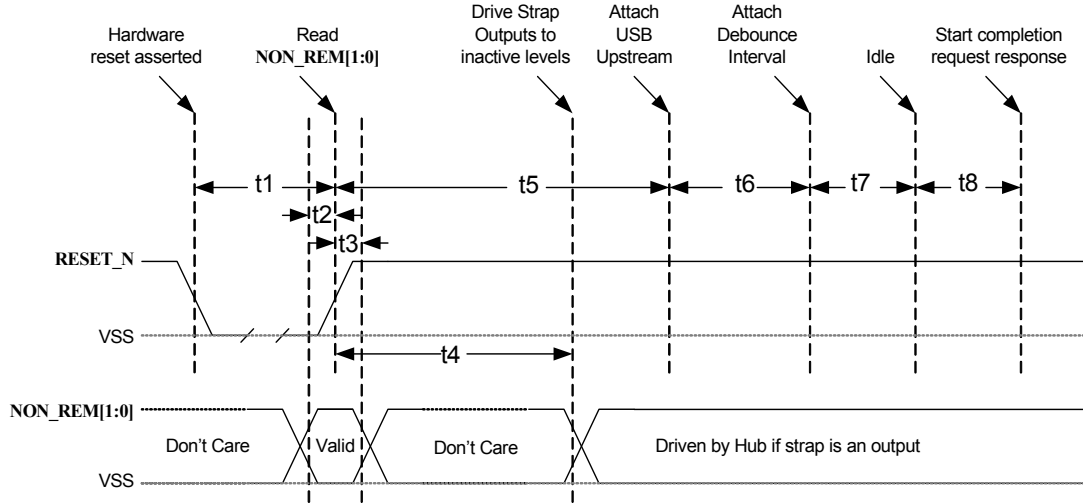 Hardware
reset asserted
Read
NON_REM[1:0]
Drive Strap
Outputs to
inactive levels
Attach
USB
Upstream
Attach
Debounce
Interval
Idle
Start completion
request response
t1
t5
t6
t7
t8
t2
t3
RESET_N
VSS
t4
NON_REM[1:0]
Don't Care
Valid
Don't Care
Driven by Hub if strap is an output
VSS